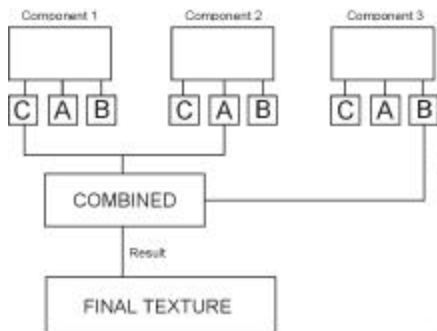 Component 1 Component 2 Component 3
C A B C A B C A B
COMBINED
Result
FINAL TEXTURE